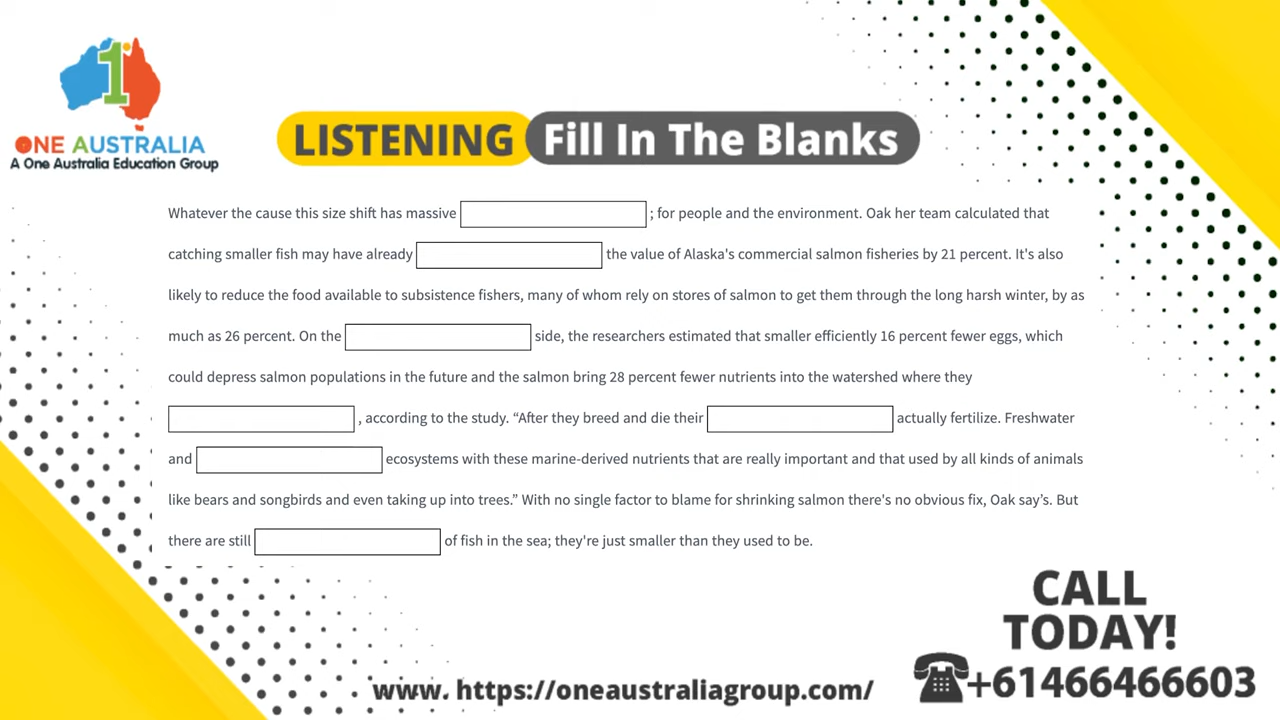 1
ONE AUSTRALIA
A One Australia Education Group
LISTENING Fill In The Blanks
Whatever the cause this size shift has massive ; for people and the environment. Oak her team calculated that
catching smaller fish may have already the value of Alaska's commercial salmon fisheries by 21 percent. It's also
likely to reduce the food available to subsistence fishers, many of whom rely on stores of salmon to get them through the long harsh winter, by as
much as 26 percent. On the side, the researchers estimated that smaller efficiently 16 percent fewer eggs, which
could depress salmon populations in the future and the salmon bring 28 percent fewer nutrients into the watershed where they
, according to the study. “After they breed and die their actually fertilize. Freshwater
and ecosystems with these marine-derived nutrients that are really important and that used by all kinds of animals
like bears and songbirds and even taking up into trees.” With no single factor to blame for shrinking salmon there's no obvious fix, Oak say’s. But
there are still of fish in the sea; they're just smaller than they used to be.
CALL
TODAY!
+61466466603
www. https://oneaustraliagroup.com/